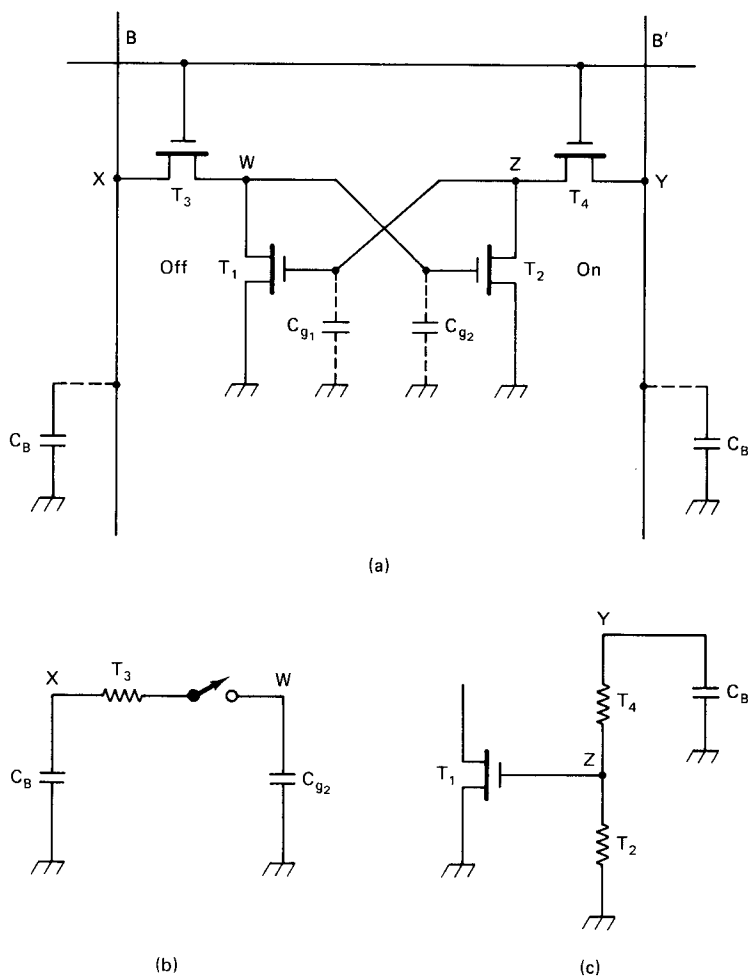 B B'
W Z
X T3 T4 Y
Off T1 T2 On
Cg1 Cg2
CB CB
(a)
Y
X T3 W
T4 CB
Z
T1
CB Cg2
T2
(b) (c)